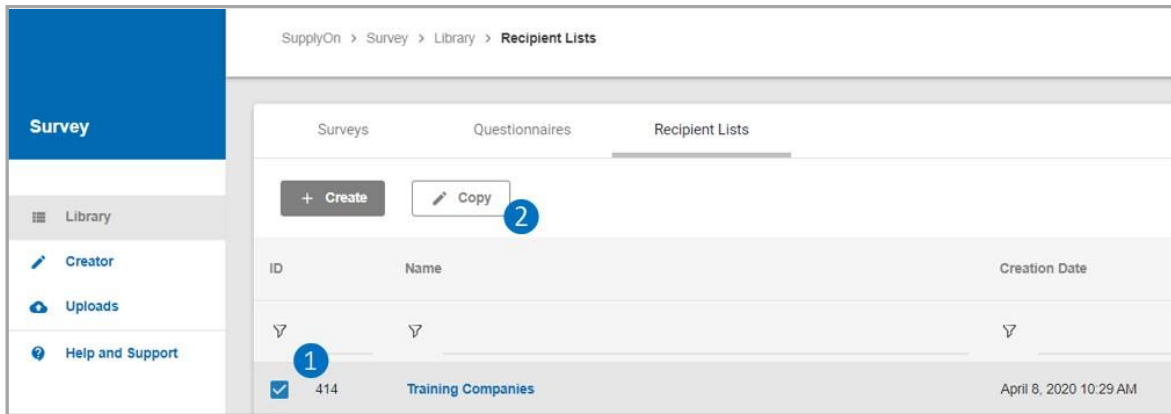 SupplyOn > Survey > Library > Recipient Lists
Survey
Surveys Questionnaires Recipient Lists
+ Create Copy
2
Library
Creator
Uploads
Help and Support
ID Name Creation Date
1
414 Training Companies April 8, 2020 10:29 AM